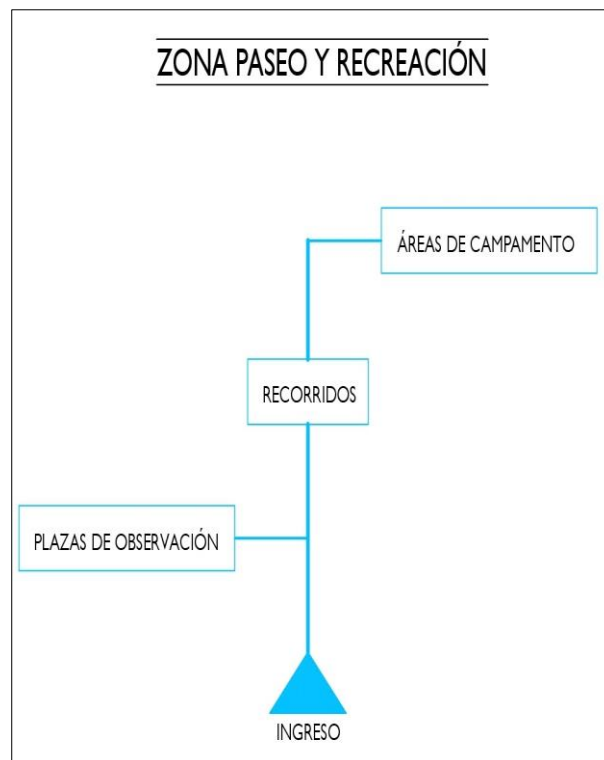 ZONA PASEO Y RECREACIÓN
ÁREAS DE CAMPAMENTO
RECORRIDOS
PLAZAS DE OBSERVACIÓN
INGRESO